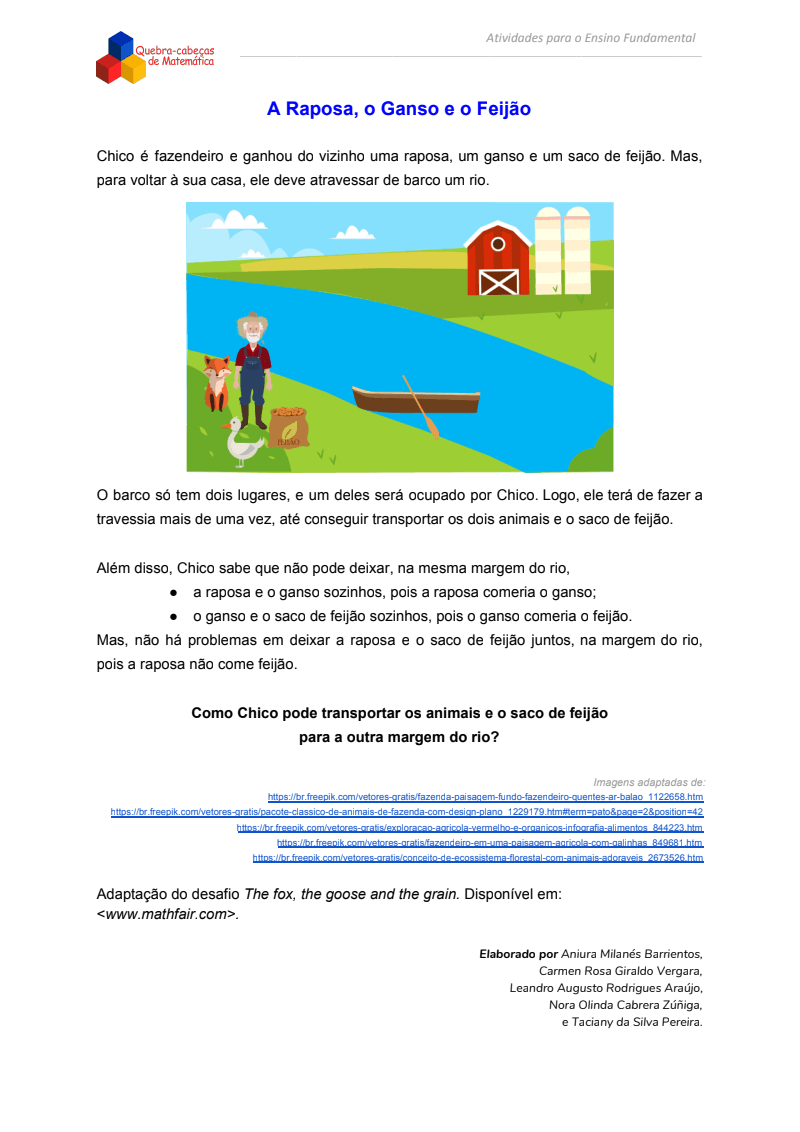 Quebra-cabeças
de Matemática
Atividades para o Ensino Fundamental
A Raposa, o Ganso e o Feijão
Chico é fazendeiro e ganhou do vizinho uma raposa, um ganso e um saco de feijão. Mas,
para voltar à sua casa, ele deve atravessar de barco um rio.
FEIJÃO
O barco só tem dois lugares, e um deles será ocupado por Chico. Logo, ele terá de fazer a
travessia mais de uma vez, até conseguir transportar os dois animais e o saco de feijão.
Além disso, Chico sabe que não pode deixar, na mesma margem do rio,
● a raposa e o ganso sozinhos, pois a raposa comeria o ganso;
● o ganso e o saco de feijão sozinhos, pois o ganso comeria o feijão.
Mas, não há problemas em deixar a raposa e o saco de feijão juntos, na margem do rio,
pois a raposa não come feijão.
Como Chico pode transportar os animais e o saco de feijão
para a outra margem do rio?
Imagens adaptadas de:
https://br.freepik.com/vetores-gratis/fazenda-paisagem-fundo-fazendeiro-quentes-ar-balao_1122658.htm
https://br.freepik.com/vetores-gratis/pacote-classico-de-animais-de-fazenda-com-design-plano_1229179.htm#term=pato&page=2&position=42
https://br.freepik.com/vetores-gratis/exploracao-agricola-vermelho-e-organicos-infografia-alimentos_844223.htm
https://br.freepik.com/vetores-gratis/fazendeiro-em-uma-paisagem-agricola-com-galinhas_849681.htm
https://br.freepik.com/vetores-gratis/conceito-de-ecossistema-florestal-com-animais-adoraveis_2673526.htm
Adaptação do desafio The fox, the goose and the grain. Disponível em:
<www.mathfair.com>.
Elaborado por Aniura Milanés Barrientos,
Carmen Rosa Giraldo Vergara,
Leandro Augusto Rodrigues Araújo,
Nora Olinda Cabrera Zúñiga,
e Taciany da Silva Pereira.